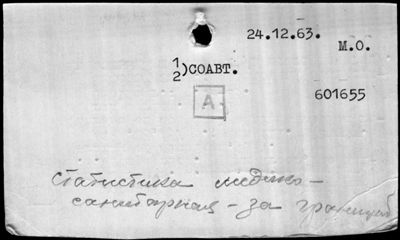 24.12.63.
М.О.
1)
2)СОАВТ.
601655
А
статистика медико-
санитарная - за границей